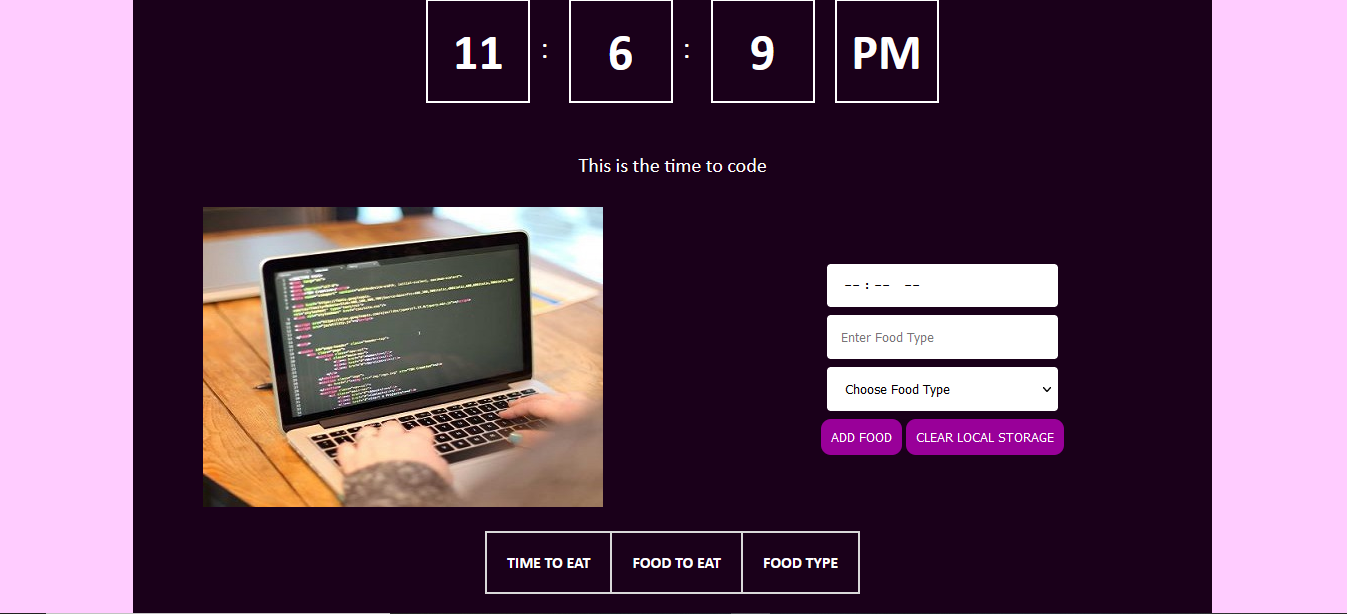 11 : 6 : 9 PM
This is the time to code
-- : -- --
Enter Food Type
Choose Food Type
ADD FOOD CLEAR LOCAL STORAGE
TIME TO EAT FOOD TO EAT FOOD TYPE